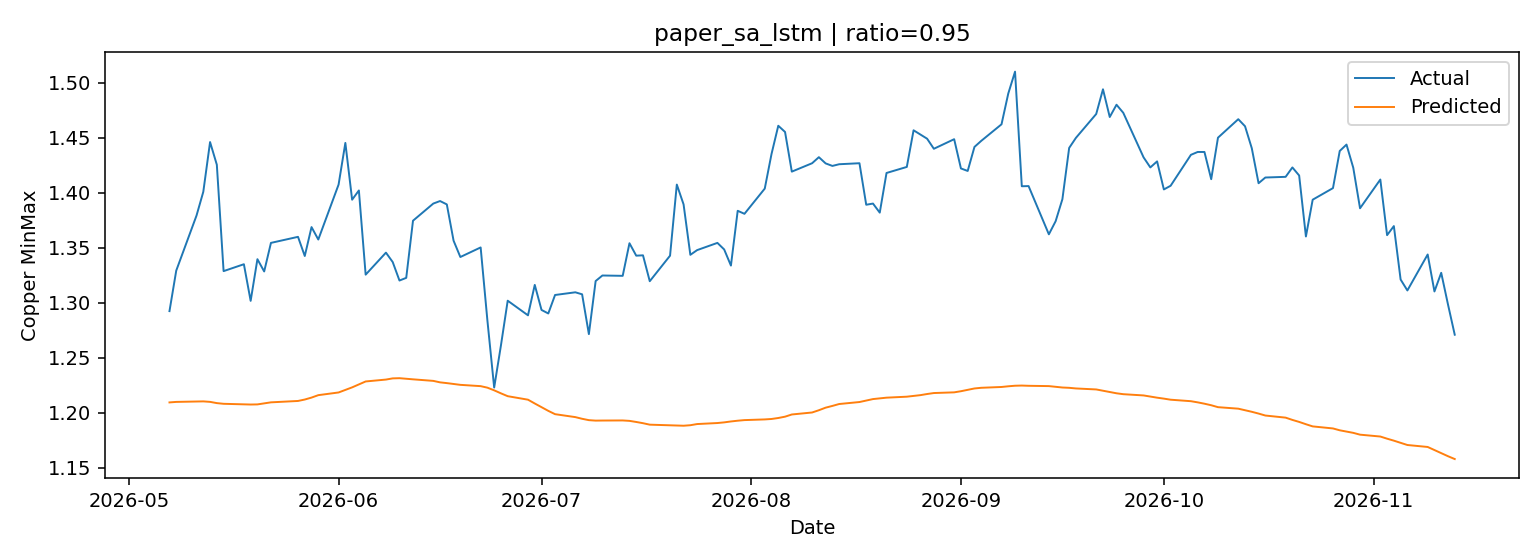 paper_sa_lstm | ratio=0.95
Actual
Predicted
Copper MinMax
1.50
1.45
1.40
1.35
1.30
1.25
1.20
1.15
2026-05 2026-06 2026-07 2026-08 2026-09 2026-10 2026-11
Date